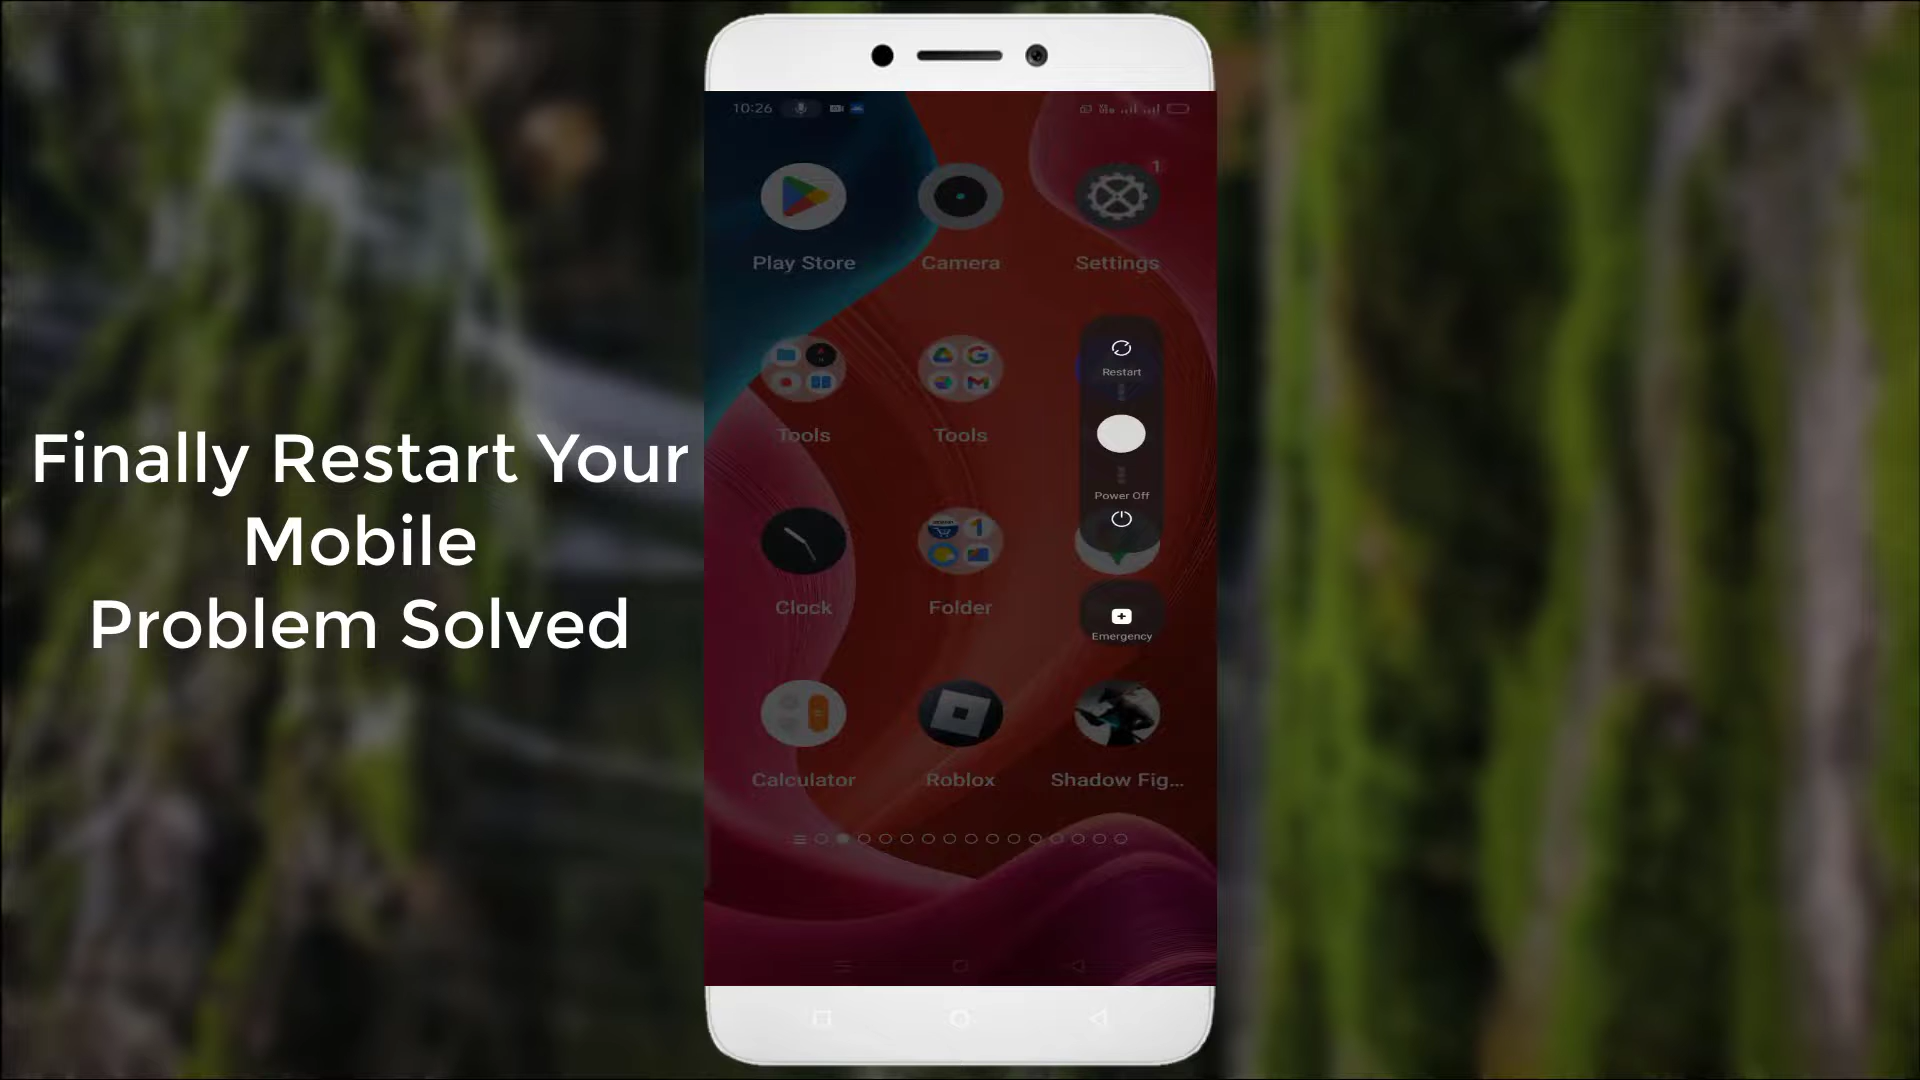 Finally Restart Your
Mobile
Problem Solved
10:26
1
Play Store
Camera
Settings
Restart
Tools
Tools
Power Off
Clock
Folder
Emergency
Calculator
Roblox
Shadow Fig...